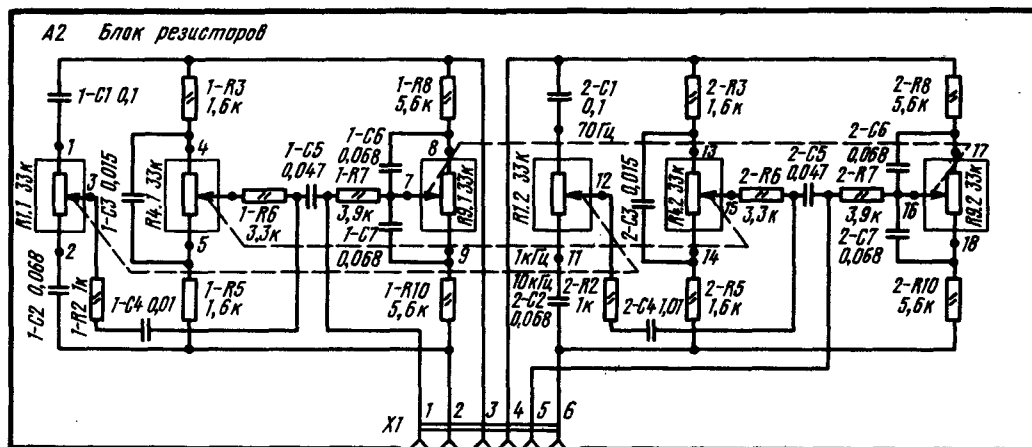 A2 Блок резисторов
1-C1 0,1
1-R3
1,6к
1-R8
5,6к
2-C1
0,1
2-R3
1,6к
2-R8
5,6к
70Гц
1
R1.1 33к
3
2
1-C3 0,015
4
R4.1 33к
5
1-C5
0,047
1-R6
3,3к
1-C6
0,068
1-R7
3,9к
1-C7
0,068
7
8
R9.1 33к
9
R1.2 33к
12
11
1кГц
10кГц
2-C3 0,015
13
R4.2 33к
15
14
2-C5
0,047
2-R6
3,3к
2-C6
0,068
2-R7
3,9к
2-C7
0,068
16
17
R9.2 33к
18
1-C2 0,068
1-R2
1к
1-C4 0,01
1-R5
1,6к
1-R10
5,6к
2-C2
0,068
2-R2
1к
2-C4 1,01
2-R5
1,6к
2-R10
5,6к
X1
1 2 3 4 5 6